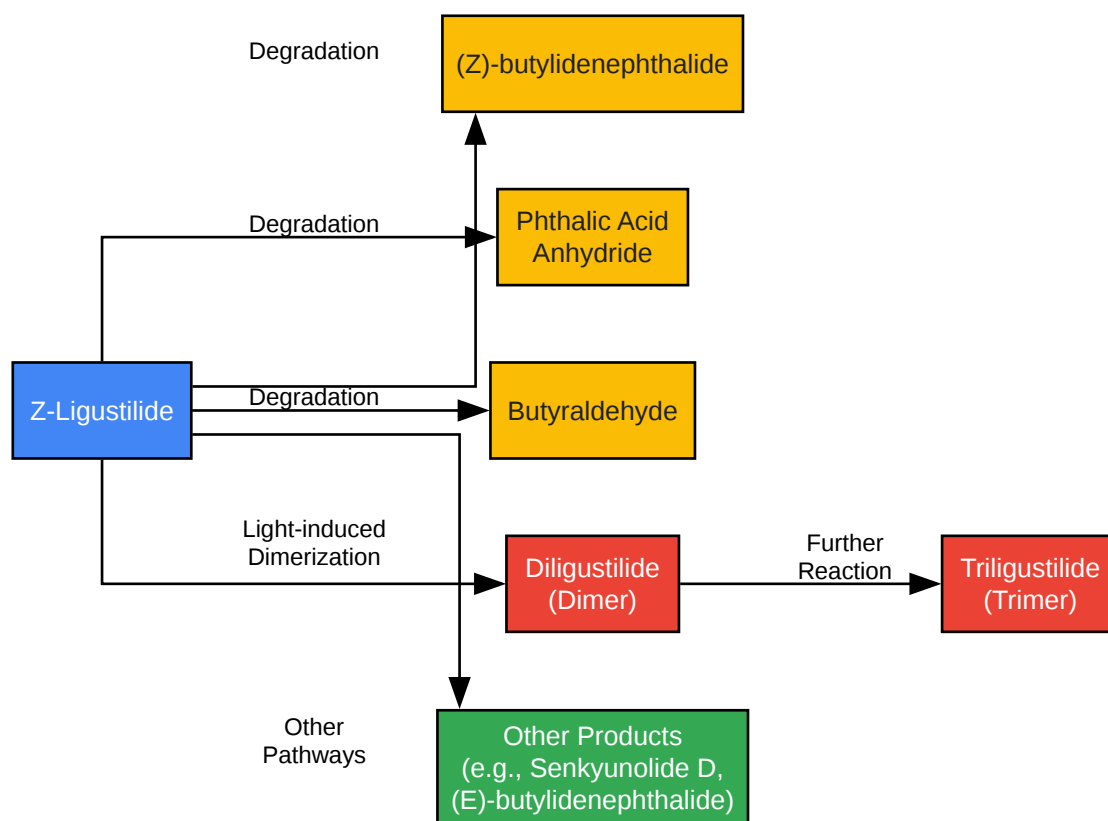 Degradation
(Z)-butylidenephthalide
Degradation
Phthalic Acid
Anhydride
Z-Ligustilide
Degradation
Butyraldehyde
Light-induced
Dimerization
Diligustilide
(Dimer)
Further
Reaction
Triligustilide
(Trimer)
Other
Pathways
Other Products
(e.g., Senkyunolide D,
(E)-butylidenephthalide)